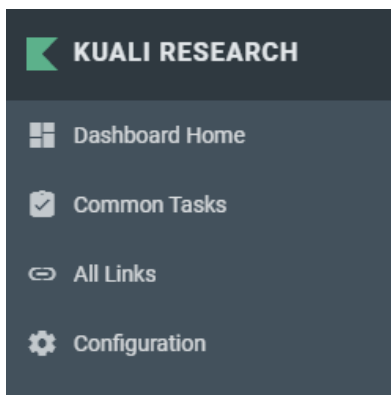 KUALI RESEARCH
Dashboard Home
Common Tasks
All Links
Configuration